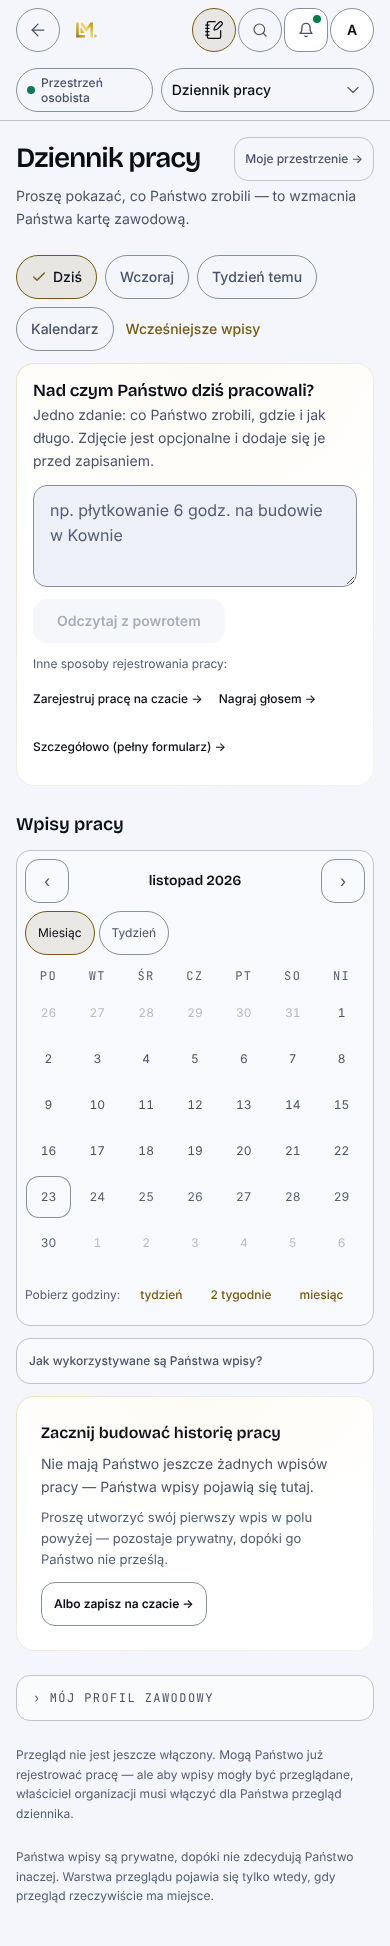 LM.
A
Przestrzeń
osobista
Dziennik pracy
Dziennik pracy
Moje przestrzenie →
Proszę pokazać, co Państwo zrobili — to wzmacnia
Państwa kartę zawodową.
Dziś
Wczoraj
Tydzień temu
Kalendarz
Wcześniejsze wpisy
Nad czym Państwo dziś pracowali?
Jedno zdanie: co Państwo zrobili, gdzie i jak
długo. Zdjęcie jest opcjonalne i dodaje się je
przed zapisaniem.
np. płytkowanie 6 godz. na budowie
w Kownie
Odczytaj z powrotem
Inne sposoby rejestrowania pracy:
Zarejestruj pracę na czacie →
Nagraj głosem →
Szczegółowo (pełny formularz) →
Wpisy pracy
‹
listopad 2026
›
Miesiąc
Tydzień
PO WT ŚR CZ PT SO NI
26 27 28 29 30 31 1
2 3 4 5 6 7 8
9 10 11 12 13 14 15
16 17 18 19 20 21 22
23 24 25 26 27 28 29
30 1 2 3 4 5 6
Pobierz godziny: tydzień 2 tygodnie miesiąc
Jak wykorzystywane są Państwa wpisy?
Zacznij budować historię pracy
Nie mają Państwo jeszcze żadnych wpisów
pracy — Państwa wpisy pojawią się tutaj.
Proszę utworzyć swój pierwszy wpis w polu
powyżej — pozostaje prywatny, dopóki go
Państwo nie prześlą.
Albo zapisz na czacie →
› MÓJ PROFIL ZAWODOWY
Przegląd nie jest jeszcze włączony. Mogą Państwo już
rejestrować pracę — ale aby wpisy mogły być przeglądane,
właściciel organizacji musi włączyć dla Państwa przegląd
dziennika.
Państwa wpisy są prywatne, dopóki nie zdecydują Państwo
inaczej. Warstwa przeglądu pojawia się tylko wtedy, gdy
przegląd rzeczywiście ma miejsce.